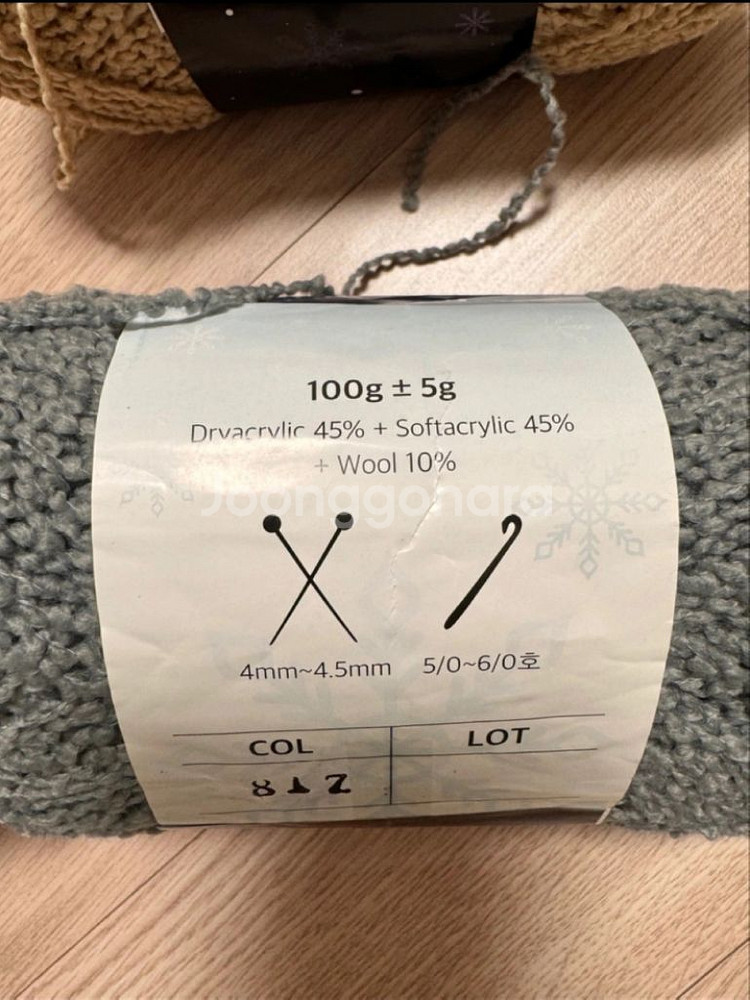 100g ± 5g
Dryacrylic 45% + Softacrylic 45%
+ Wool 10%
Joonggonara
4mm~4.5mm 5/0~6/0호
COL LOT
812